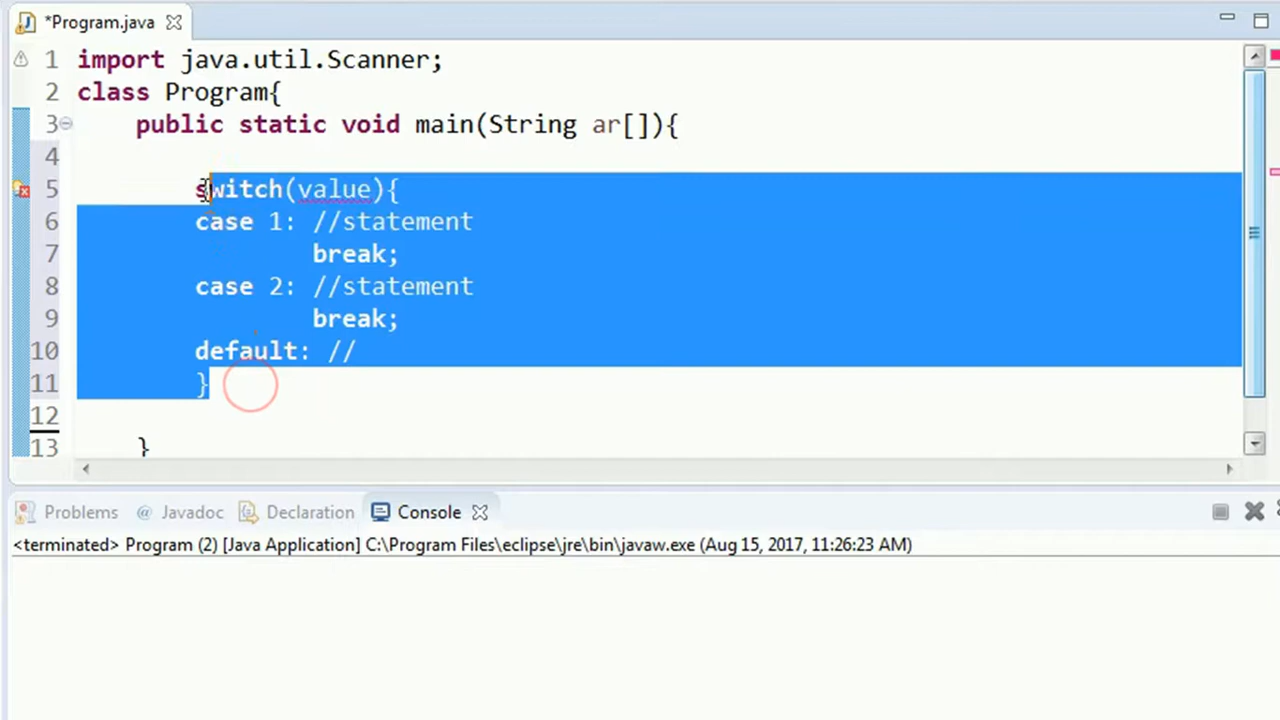 *Program.java
1 import java.util.Scanner;
2 class Program{
3 public static void main(String ar[]){
4
5 switch(value){
6 case 1: //statement
7 break;
8 case 2: //statement
9 break;
10 default: //
11 }
12
13 }
Problems @ Javadoc Declaration Console
<terminated> Program (2) [Java Application] C:\Program Files\eclipse\jre\bin\javaw.exe (Aug 15, 2017, 11:26:23 AM)